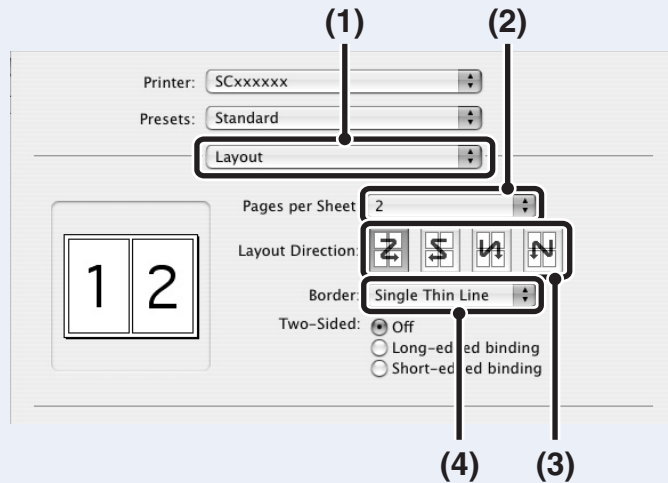 (1) (2)
Printer: SCxxxxxx
Presets: Standard
Layout
Pages per Sheet 2
Layout Direction:
1 2
Border: Single Thin Line
Two-Sided: Off
Long-edged binding
Short-edged binding
(4) (3)